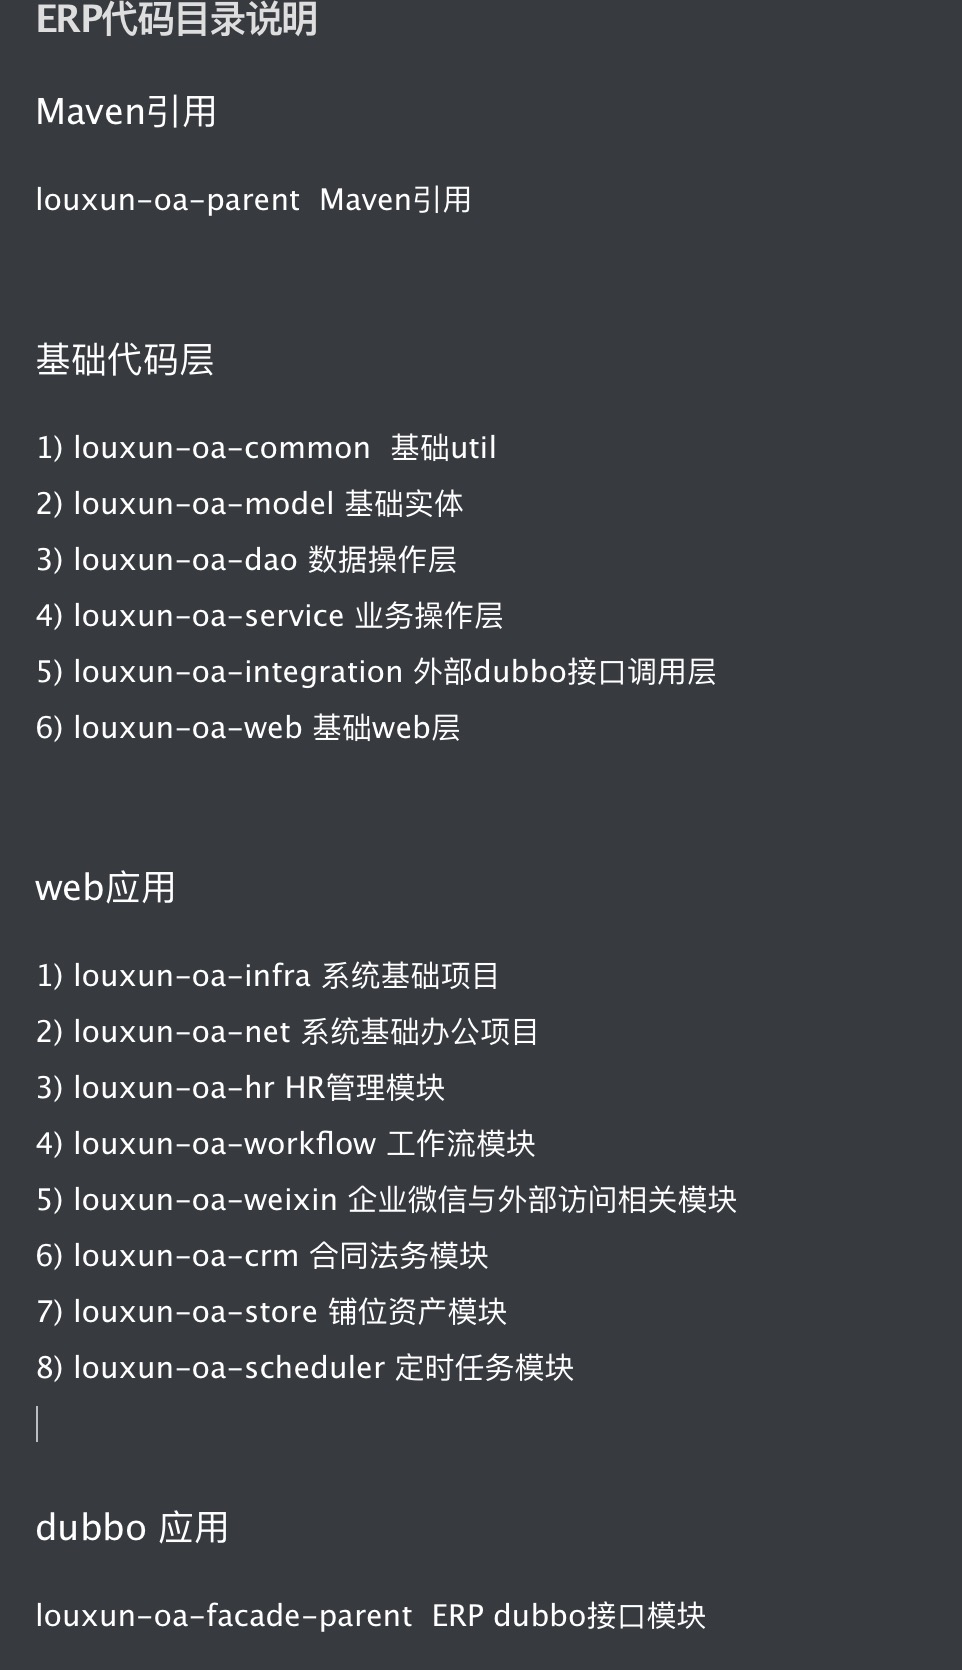 ERP代码目录说明
Maven引用
louxun-oa-parent  Maven引用
基础代码层
1) louxun-oa-common  基础util
2) louxun-oa-model 基础实体
3) louxun-oa-dao 数据操作层
4) louxun-oa-service 业务操作层
5) louxun-oa-integration 外部dubbo接口调用层
6) louxun-oa-web 基础web层
web应用
1) louxun-oa-infra 系统基础项目
2) louxun-oa-net 系统基础办公项目
3) louxun-oa-hr HR管理模块
4) louxun-oa-workflow 工作流模块
5) louxun-oa-weixin 企业微信与外部访问相关模块
6) louxun-oa-crm 合同法务模块
7) louxun-oa-store 铺位资产模块
8) louxun-oa-scheduler 定时任务模块
dubbo 应用
louxun-oa-facade-parent  ERP dubbo接口模块